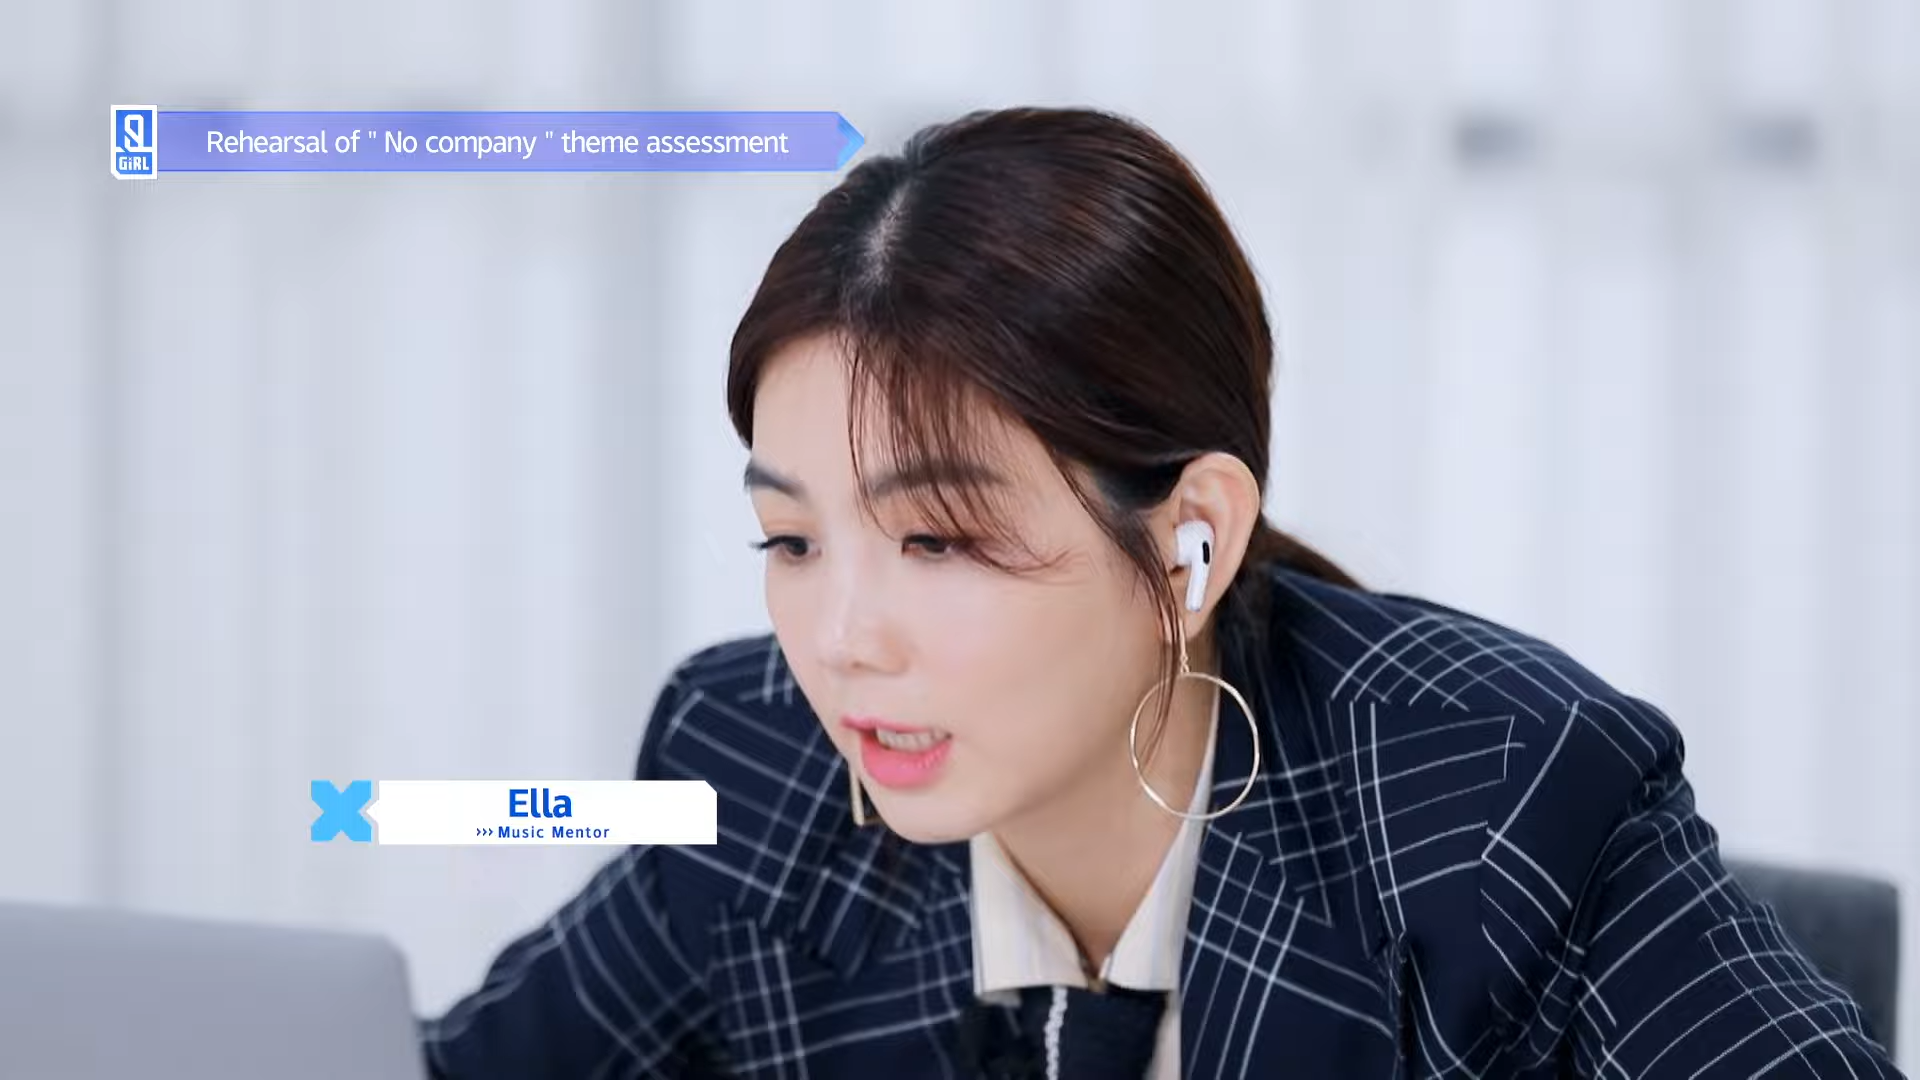 GiRL
Rehearsal of " No company " theme assessment
Ella
››› Music Mentor